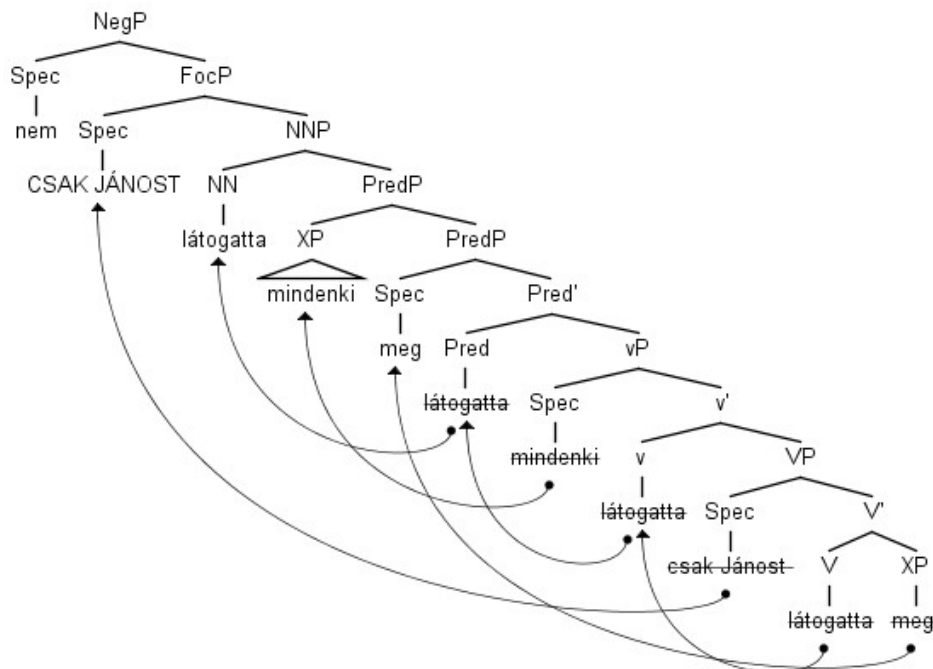 NegP
Spec FocP
nem Spec NNP
CSAK JÁNOST NN PredP
látogatta XP PredP
mindenki Spec Pred'
meg Pred vP
látogatta Spec v'
mindenki v VP
látogatta Spec V'
csak Jánost V XP
látogatta meg